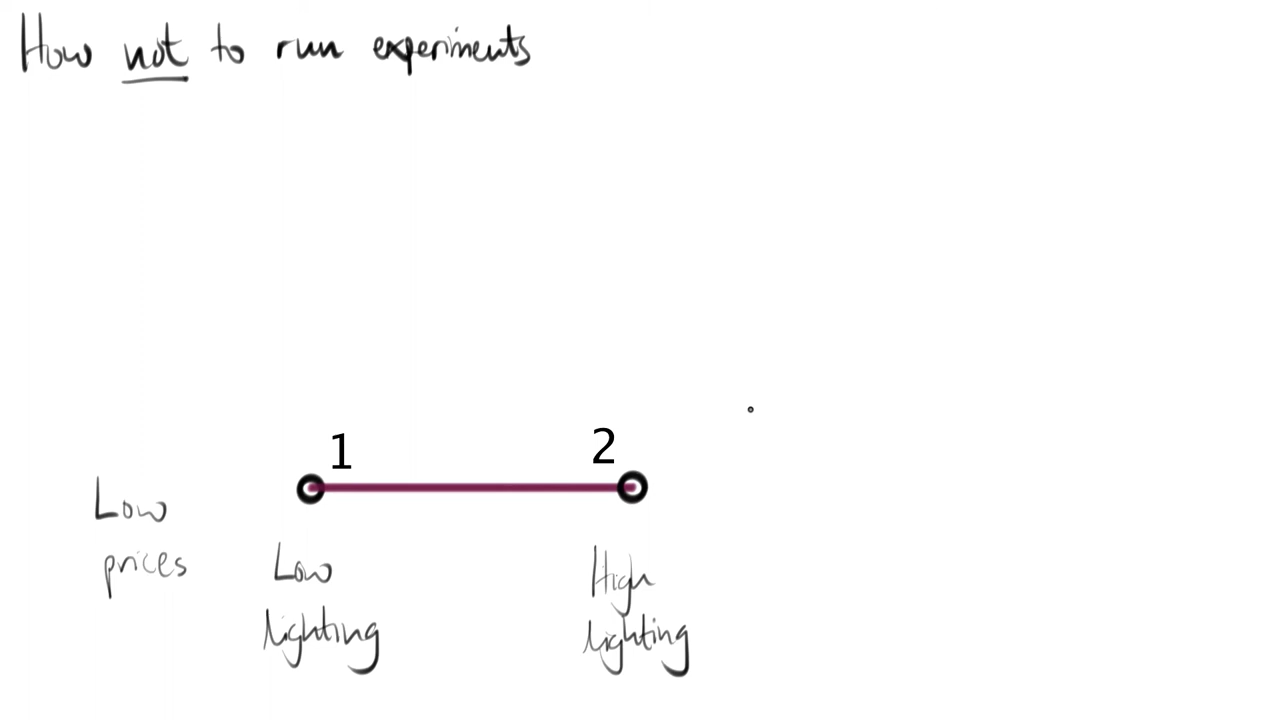 How not to run experiments
1 2
Low
prices
Low
lighting
High
lighting